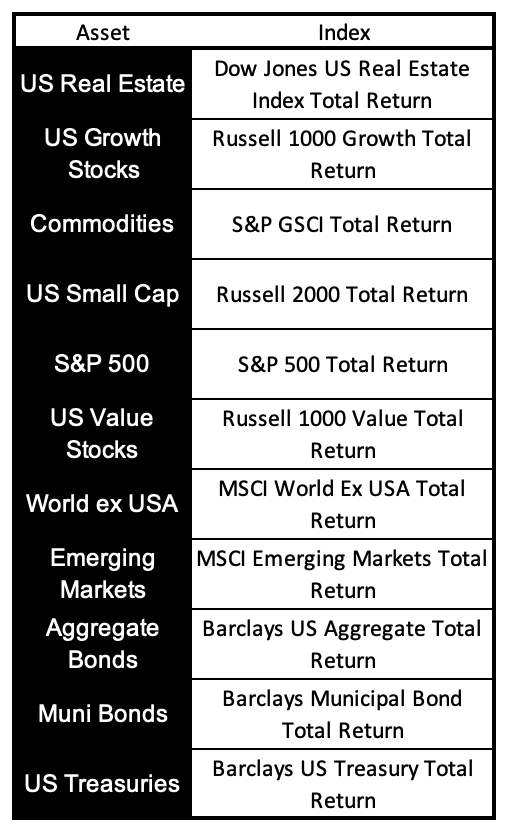 Asset Index
US Real Estate Dow Jones US Real Estate
Index Total Return
US Growth
Stocks
Russell 1000 Growth Total
Return
Commodities S&P GSCI Total Return
US Small Cap Russell 2000 Total Return
S&P 500 S&P 500 Total Return
US Value
Stocks
Russell 1000 Value Total
Return
World ex USA MSCI World Ex USA Total
Return
Emerging
Markets
MSCI Emerging Markets Total
Return
Aggregate
Bonds
Barclays US Aggregate Total
Return
Muni Bonds Barclays Municipal Bond
Total Return
US Treasuries Barclays US Treasury Total
Return